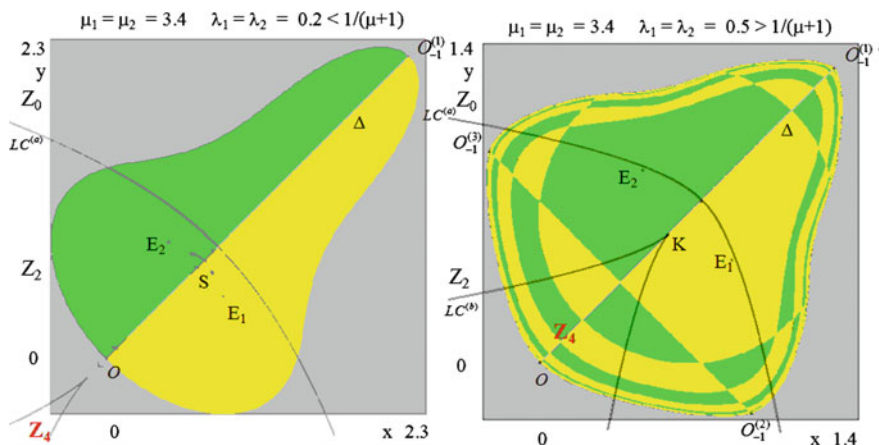 μ₁ = μ₂ = 3.4 λ₁ = λ₂ = 0.2 < 1/(μ+1)
2.3
y
Z₀
LC⁽ᵃ⁾
O₋₁⁽¹⁾
Δ
E₂
S
E₁
Z₂
0
O
Z₄
0
x 2.3
μ₁ = μ₂ = 3.4 λ₁ = λ₂ = 0.5 > 1/(μ+1)
1.4
y
Z₀
LC⁽ᵃ⁾
O₋₁⁽¹⁾
Δ
O₋₁⁽³⁾
E₂
K
E₁
Z₂
LC⁽ᵇ⁾
Z₄
0
O
O₋₁⁽²⁾
0
x 1.4